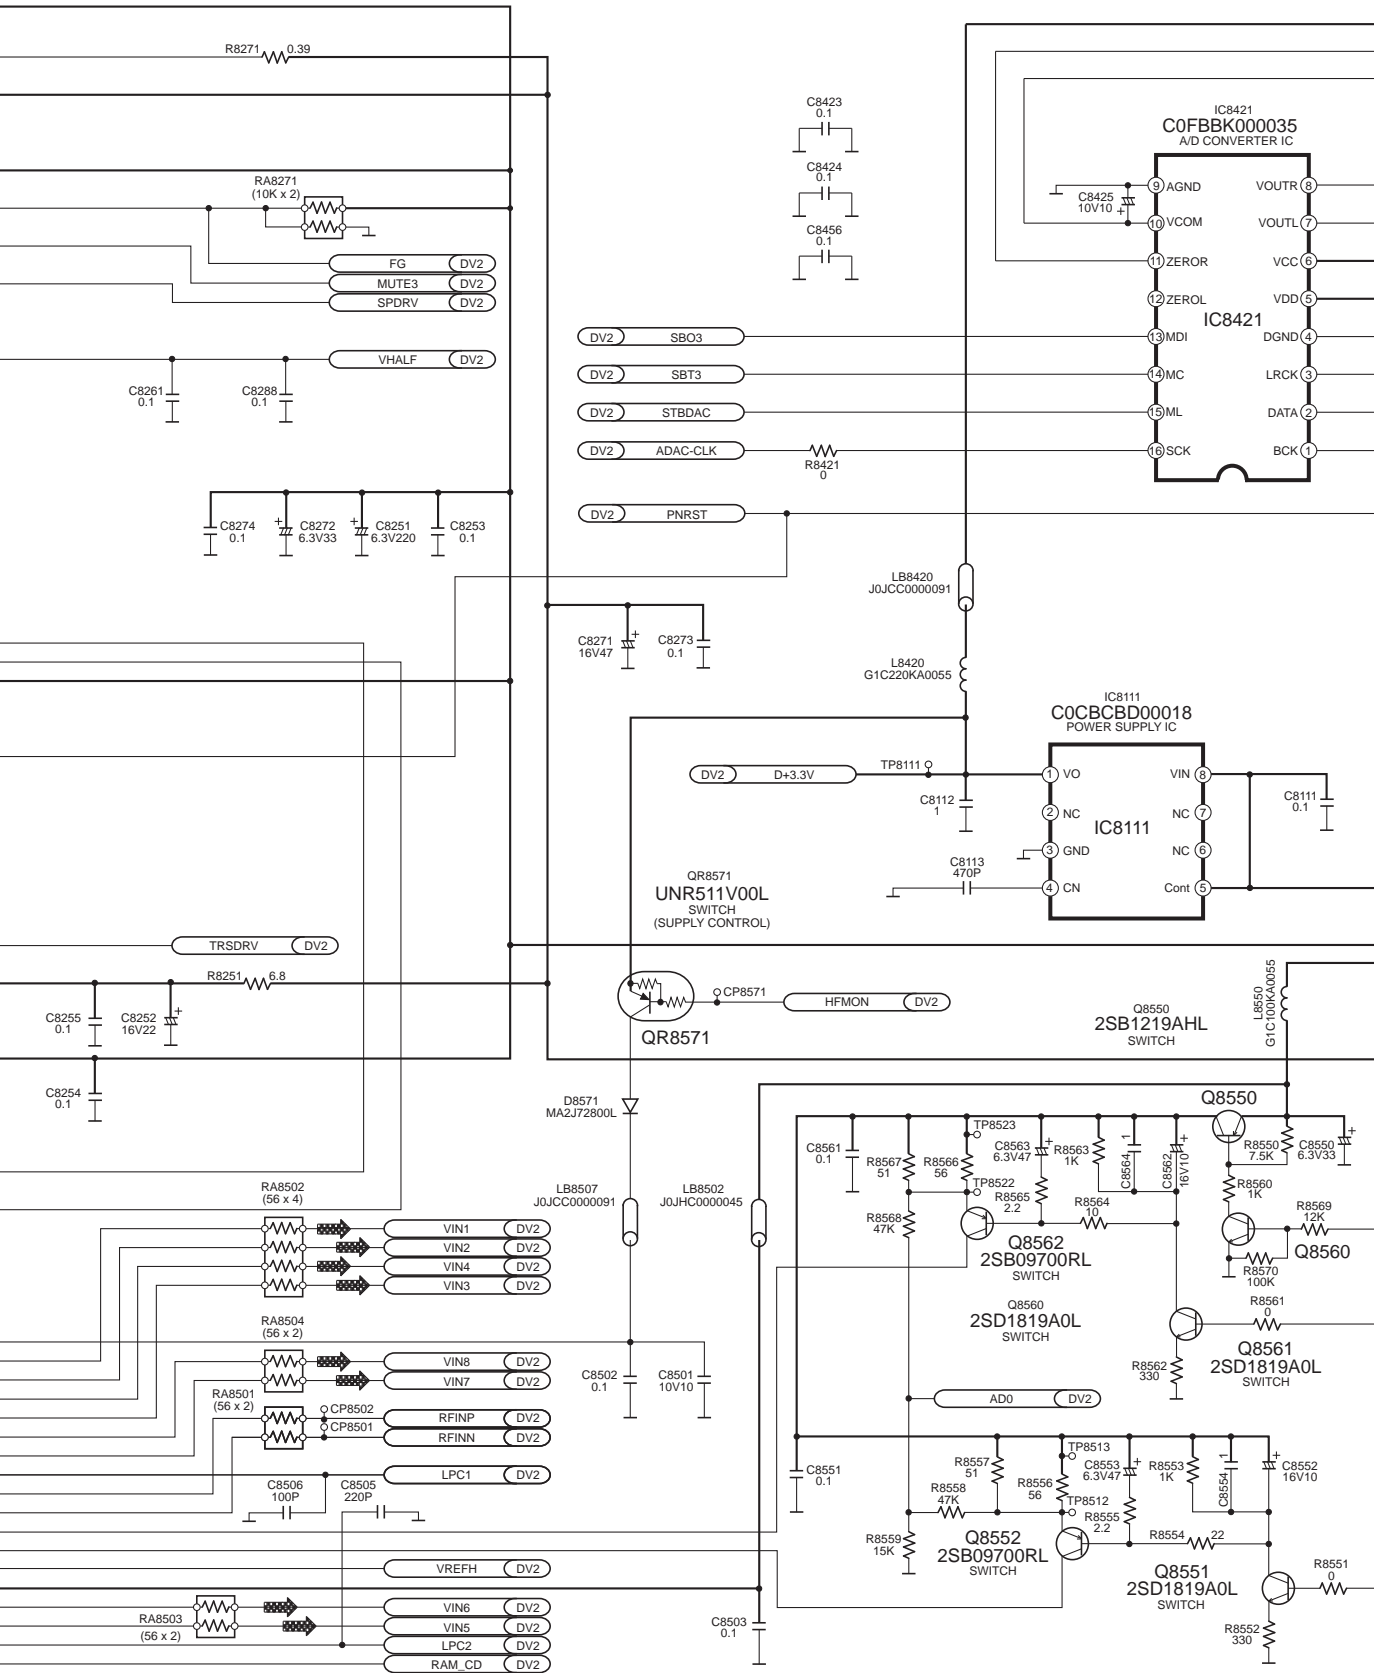 R8271 0.39
RA8271
(10K x 2)
FG DV2
MUTE3 DV2
SPDRV DV2
VHALF DV2
C8261
0.1
C8288
0.1
C8274
0.1
+
C8272
6.3V33
+
C8251
6.3V220
C8253
0.1
C8423
0.1
C8424
0.1
C8456
0.1
IC8421
C0FBBK000035
A/D CONVERTER IC
C8425
10V10
+
9 AGND VOUTR 8
10 VCOM VOUTL 7
11 ZEROR VCC 6
12 ZEROL VDD 5
IC8421
13 MDI DGND 4
14 MC LRCK 3
15 ML DATA 2
16 SCK BCK 1
DV2 SBO3
DV2 SBT3
DV2 STBDAC
DV2 ADAC-CLK
R8421
0
DV2 PNRST
LB8420
J0JCC0000091
C8271
16V47
+
C8273
0.1
L8420
G1C220KA0055
IC8111
C0CBCBD00018
POWER SUPPLY IC
DV2 D+3.3V
TP8111
1 VO VIN 8
2 NC NC 7
IC8111
3 GND NC 6
4 CN Cont 5
C8112
1
C8111
0.1
C8113
470P
QR8571
UNR511V00L
SWITCH
(SUPPLY CONTROL)
TRSDRV DV2
R8251 6.8
C8255
0.1
C8252
16V22
+
C8254
0.1
CP8571
HFMON DV2
QR8571
Q8550
2SB1219AHL
SWITCH
L8550
G1C100KA0055
D8571
MA2J72800L
Q8550
C8561
0.1
R8567
51
R8566
56
TP8523
C8563
6.3V47
+
R8563
1K
C8564
1
C8562
16V10
+
R8550
7.5K
C8550
6.3V33
+
TP8522
R8565
2.2
R8564
10
R8560
1K
R8569
12K
R8568
47K
Q8562
2SB09700RL
SWITCH
Q8560
R8570
100K
RA8502
(56 x 4)
LB8507
J0JCC0000091
LB8502
J0JHC0000045
VIN1 DV2
VIN2 DV2
VIN4 DV2
VIN3 DV2
Q8560
2SD1819A0L
SWITCH
R8561
0
Q8561
2SD1819A0L
SWITCH
R8562
330
RA8504
(56 x 2)
VIN8 DV2
VIN7 DV2
C8502
0.1
C8501
10V10
RA8501
(56 x 2)
CP8502
CP8501
RFINP DV2
RFINN DV2
AD0 DV2
LPC1 DV2
C8506
100P
C8505
220P
C8551
0.1
R8557
51
R8556
56
TP8513
C8553
6.3V47
+
R8553
1K
C8554
1
C8552
16V10
+
R8558
47K
TP8512
R8555
2.2
R8554 22
R8559
15K
Q8552
2SB09700RL
SWITCH
Q8551
2SD1819A0L
SWITCH
R8551
0
R8552
330
VREFH DV2
RA8503
(56 x 2)
VIN6 DV2
VIN5 DV2
LPC2 DV2
RAM_CD DV2
C8503
0.1